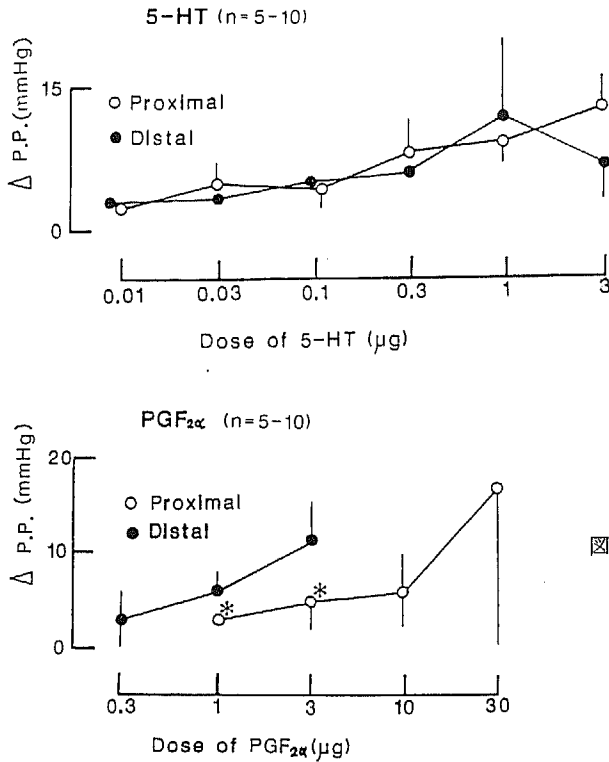 5-HT (n=5-10)
Δ P.P.(mmHg)
15
0
Proximal
Distal
0.01 0.03 0.1 0.3 1 3
Dose of 5-HT (μg)
PGF₂α (n=5-10)
Δ P.P. (mmHg)
20
10
0
Proximal
Distal
*
*
0.3 1 3 10 30
Dose of PGF₂α(μg)
図